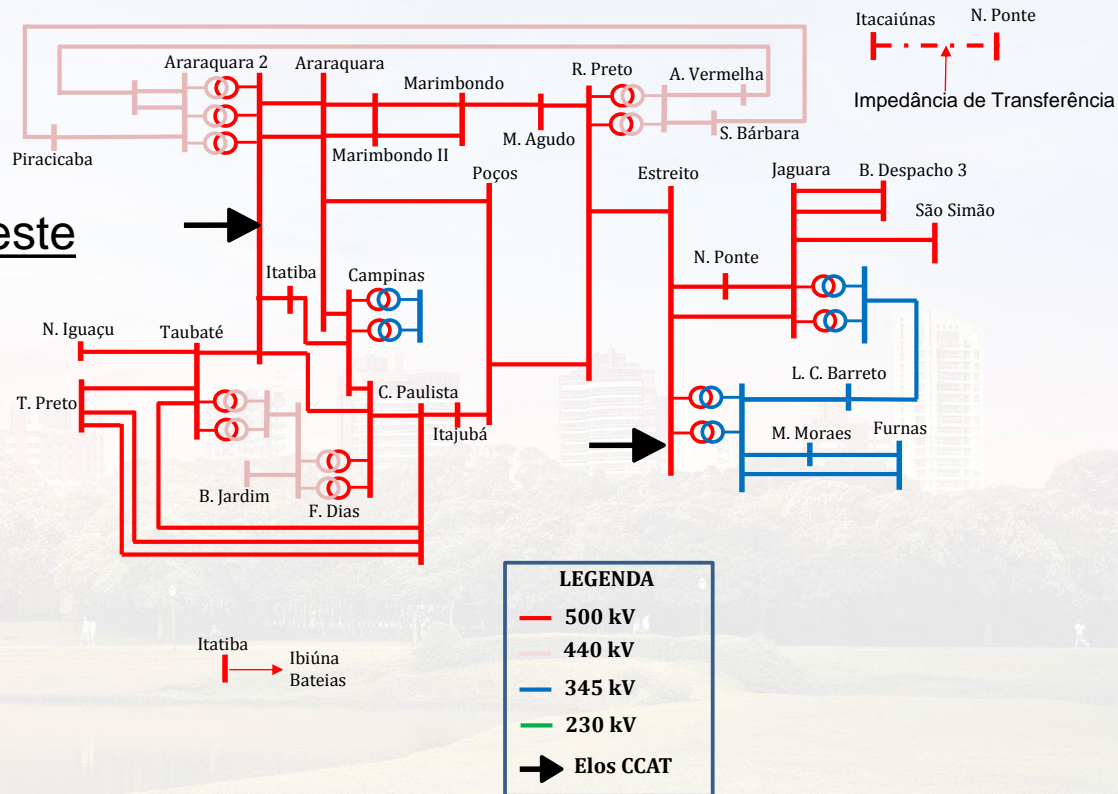 Itacaiúnas
N. Ponte
Impedância de Transferência
Araraquara 2
Araraquara
Marimbondo
R. Preto
A. Vermelha
Piracicaba
Marimbondo II
M. Agudo
S. Bárbara
Poços
Estreito
Jaguara
B. Despacho 3
São Simão
este
Itatiba
Campinas
N. Ponte
N. Iguaçu
Taubaté
T. Preto
C. Paulista
L. C. Barreto
Itajubá
M. Moraes
Furnas
B. Jardim
F. Dias
LEGENDA
500 kV
440 kV
345 kV
230 kV
Elos CCAT
Itatiba
Ibiúna
Bateias